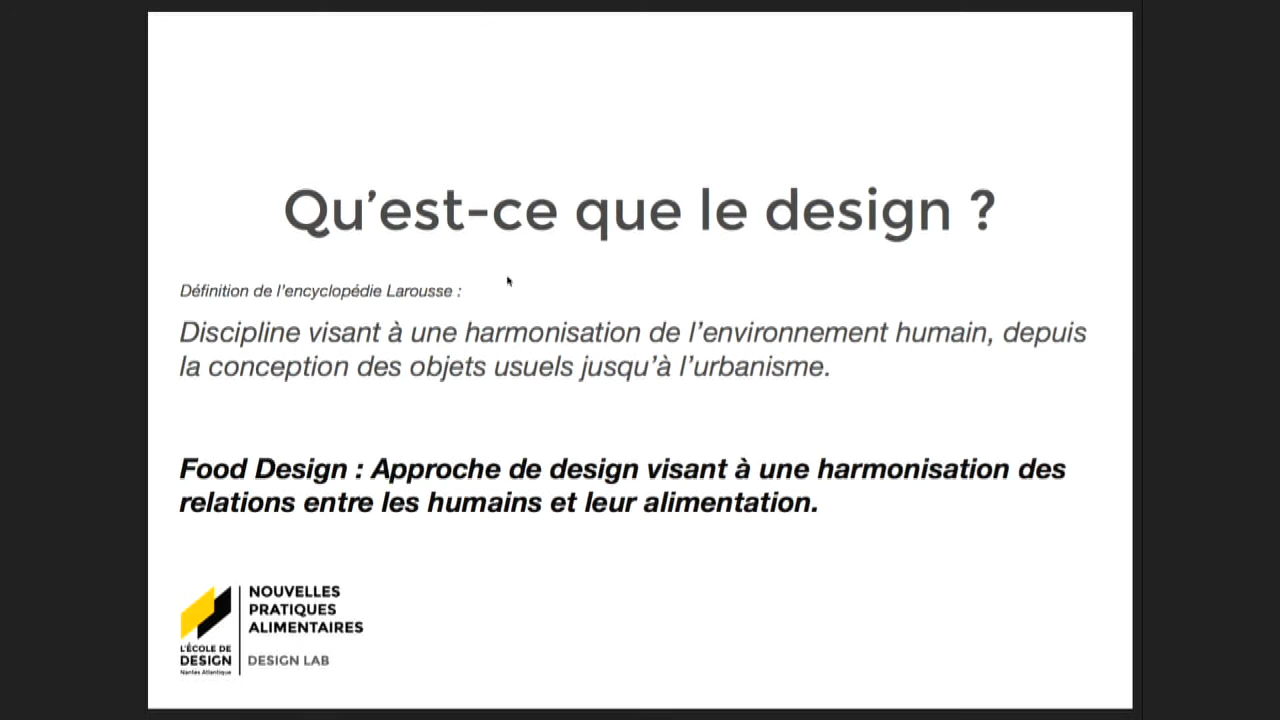 Qu’est-ce que le design ?
Définition de l’encyclopédie Larousse :
Discipline visant à une harmonisation de l’environnement humain, depuis
la conception des objets usuels jusqu’à l’urbanisme.
Food Design : Approche de design visant à une harmonisation des
relations entre les humains et leur alimentation.
NOUVELLES
PRATIQUES
ALIMENTAIRES
L’ÉCOLE DE
DESIGN
Nantes Atlantique
DESIGN LAB